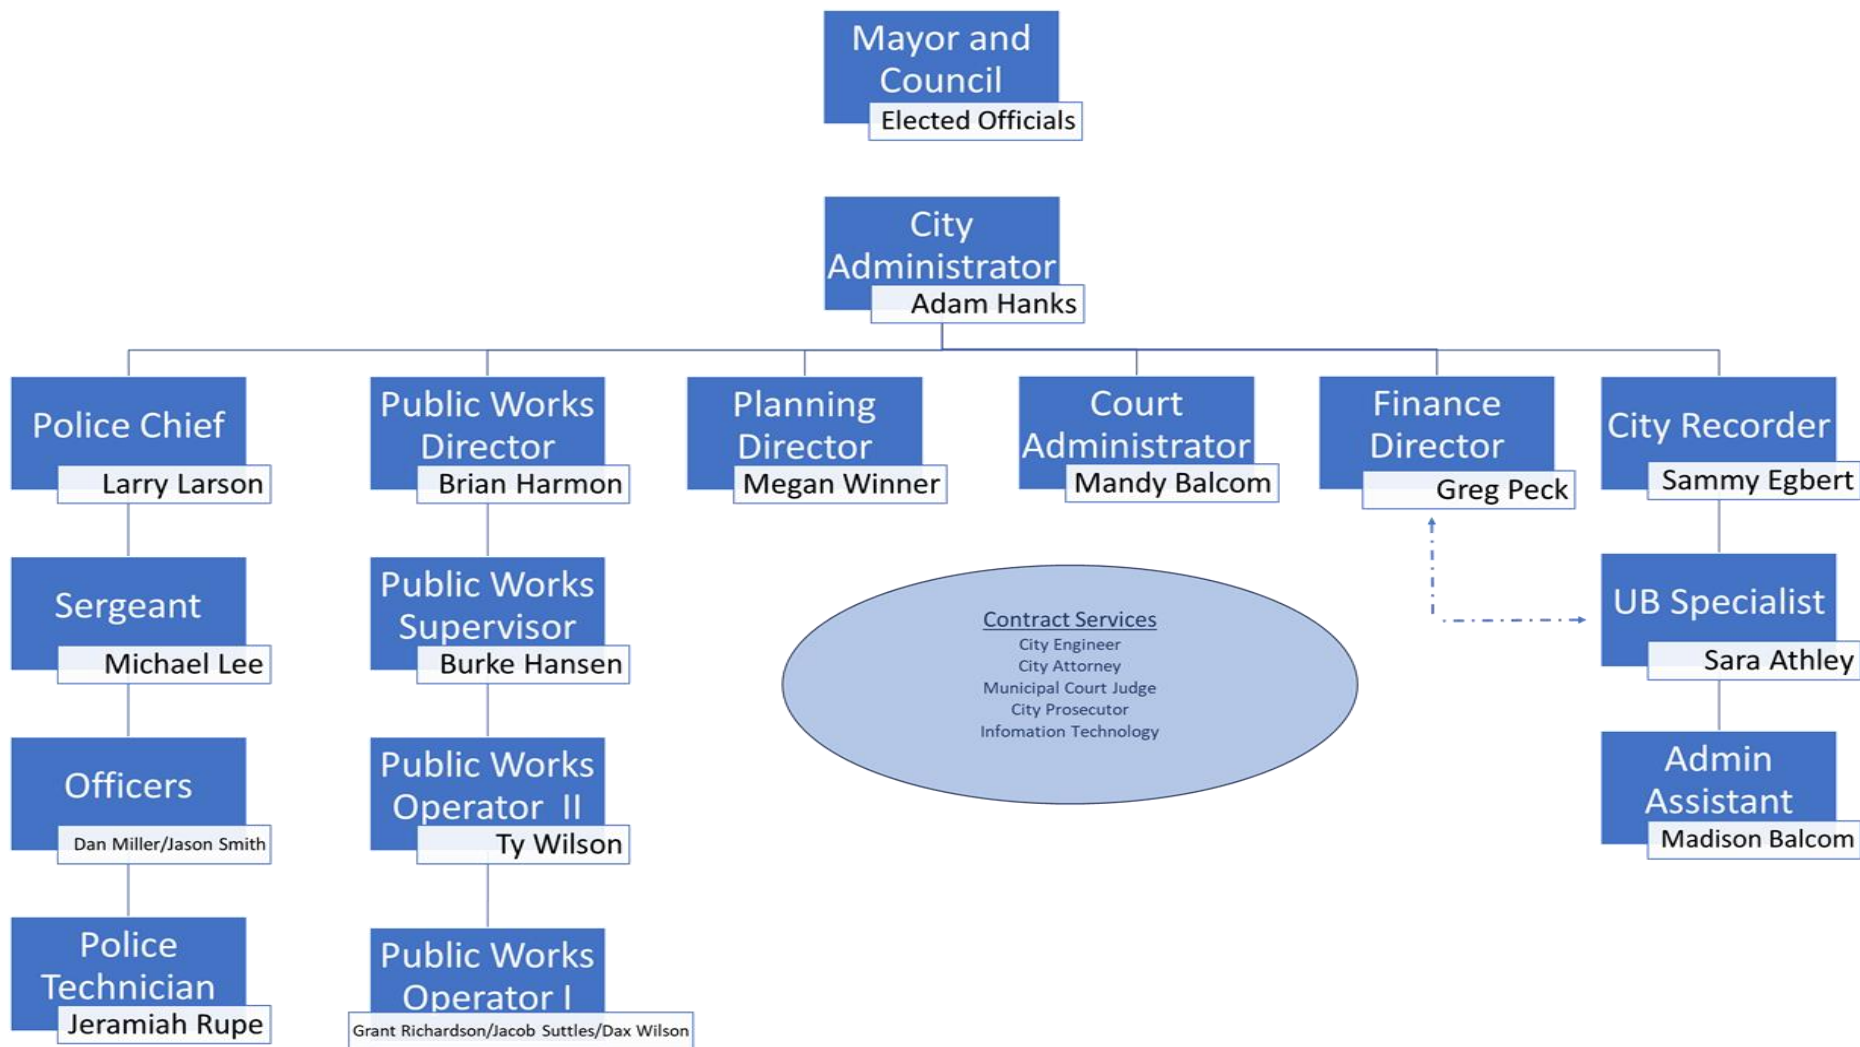 Mayor and
Council
Elected Officials
City
Administrator
Adam Hanks
Police Chief
Larry Larson
Public Works
Director
Brian Harmon
Planning
Director
Megan Winner
Court
Administrator
Mandy Balcom
Finance
Director
Greg Peck
City Recorder
Sammy Egbert
Sergeant
Michael Lee
Public Works
Supervisor
Burke Hansen
Contract Services
City Engineer
City Attorney
Municipal Court Judge
City Prosecutor
Infomation Technology
UB Specialist
Sara Athley
Officers
Dan Miller/Jason Smith
Public Works
Operator II
Ty Wilson
Admin
Assistant
Madison Balcom
Police
Technician
Jeramiah Rupe
Public Works
Operator I
Grant Richardson/Jacob Suttles/Dax Wilson